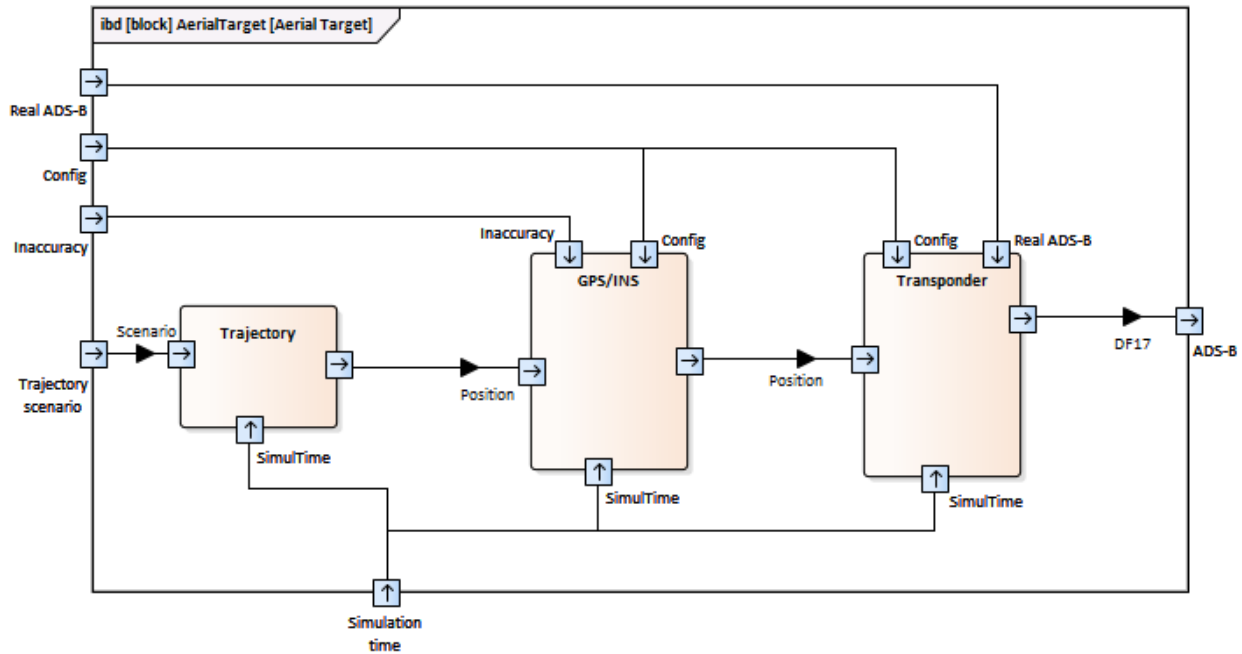 ibd [block] AerialTarget [Aerial Target]
Real ADS-B
Config
Inaccuracy
Inaccuracy
Config
Config
Real ADS-B
GPS/INS
Transponder
Scenario
Trajectory
DF17
ADS-B
Trajectory
scenario
Position
Position
SimulTime
SimulTime
SimulTime
Simulation
time